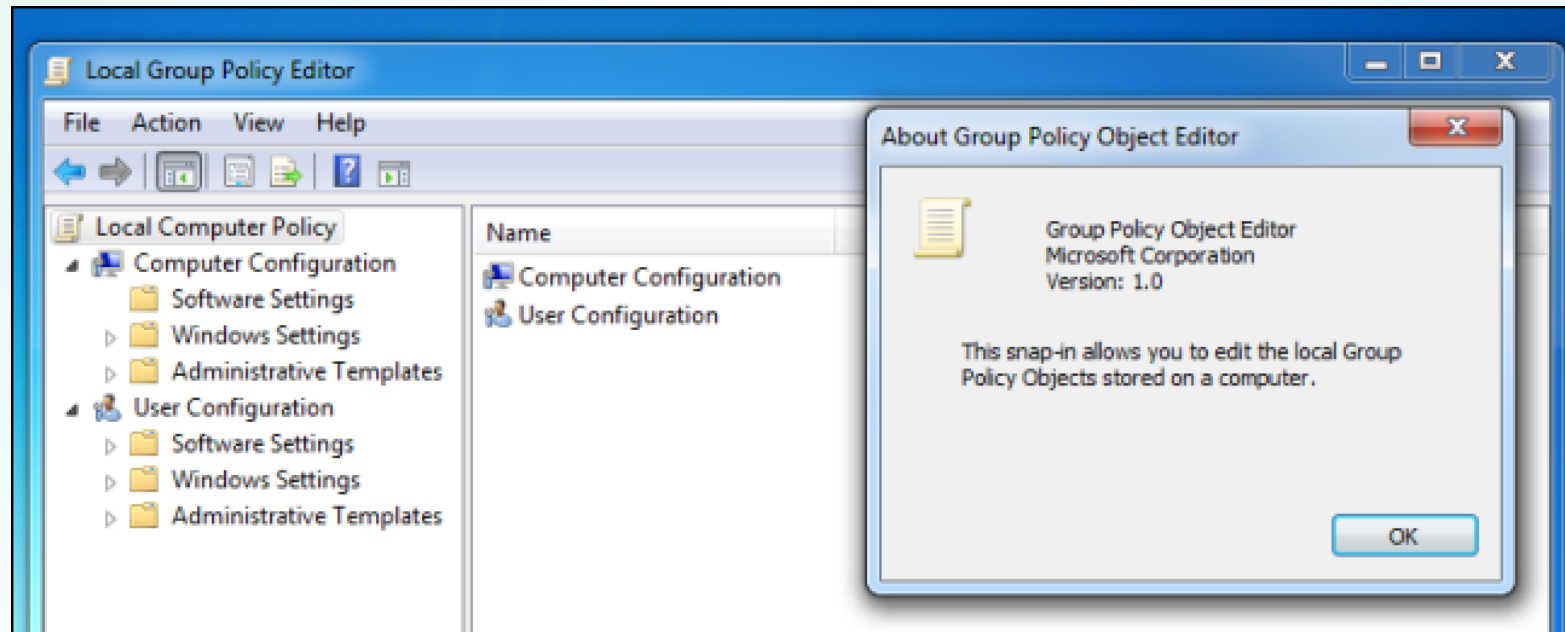 Local Group Policy Editor
File Action View Help
Local Computer Policy
Computer Configuration
Software Settings
Windows Settings
Administrative Templates
User Configuration
Software Settings
Windows Settings
Administrative Templates
Name
Computer Configuration
User Configuration
About Group Policy Object Editor
Group Policy Object Editor
Microsoft Corporation
Version: 1.0
This snap-in allows you to edit the local Group
Policy Objects stored on a computer.
OK